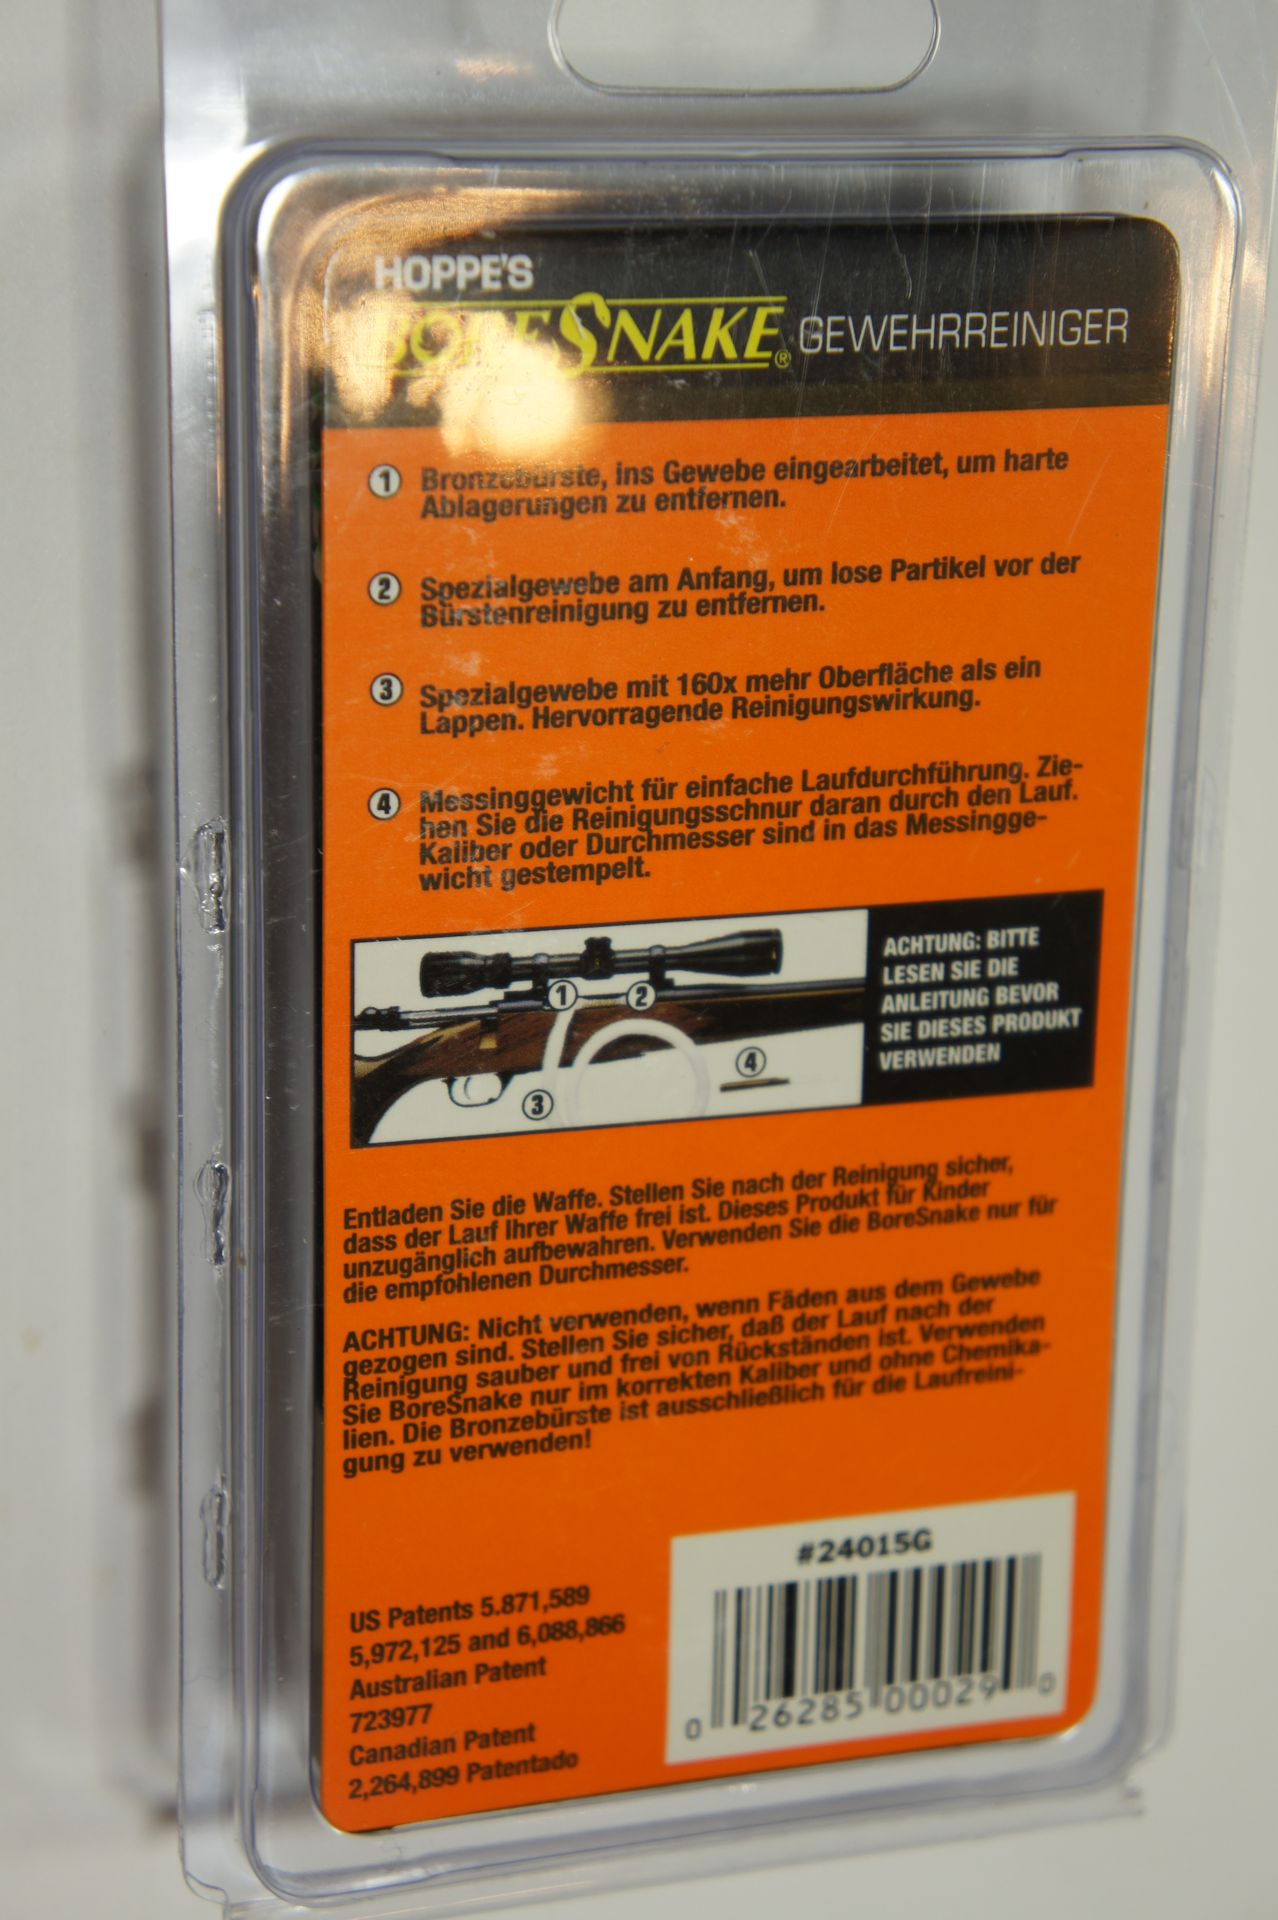 HOPPE'S
BORESNAKE® GEWEHRREINIGER
1 Bronzebürste, ins Gewebe eingearbeitet, um harte
Ablagerungen zu entfernen.
2 Spezialgewebe am Anfang, um lose Partikel vor der
Bürstenreinigung zu entfernen.
3 Spezialgewebe mit 160x mehr Oberfläche als ein
Lappen. Hervorragende Reinigungswirkung.
4 Messinggewicht für einfache Laufdurchführung. Zie-
hen Sie die Reinigungsschnur daran durch den Lauf.
Kaliber oder Durchmesser sind in das Messingge-
wicht gestempelt.
1 2
3 4
ACHTUNG: BITTE
LESEN SIE DIE
ANLEITUNG BEVOR
SIE DIESES PRODUKT
VERWENDEN
Entladen Sie die Waffe. Stellen Sie nach der Reinigung sicher,
dass der Lauf Ihrer Waffe frei ist. Dieses Produkt für Kinder
unzugänglich aufbewahren. Verwenden Sie die BoreSnake nur für
die empfohlenen Durchmesser.
ACHTUNG: Nicht verwenden, wenn Fäden aus dem Gewebe
gezogen sind. Stellen Sie sicher, daß der Lauf nach der
Reinigung sauber und frei von Rückständen ist. Verwenden
Sie BoreSnake nur im korrekten Kaliber und ohne Chemika-
lien. Die Bronzebürste ist ausschließlich für die Laufreini-
gung zu verwenden!
US Patents 5.871,589
5,972,125 and 6,088,866
Australian Patent
723977
Canadian Patent
2,264,899 Patentado
#24015G
0 26285 00029 0